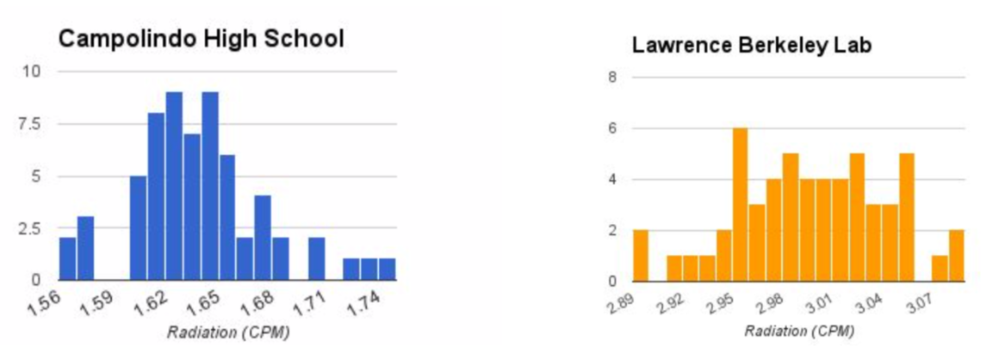 Campolindo High School
10
7.5
5
2.5
0
1.56 1.59 1.62 1.65 1.68 1.71 1.74
Radiation (CPM)
Lawrence Berkeley Lab
8
6
4
2
0
2.89 2.92 2.95 2.98 3.01 3.04 3.07
Radiation (CPM)